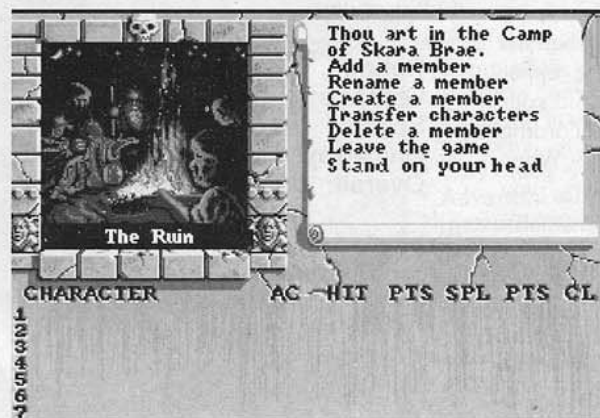 Thou art in the Camp
of Skara Brae.
Add a member
Rename a member
Create a member
Transfer characters
Delete a member
Leave the game
Stand on your head
The Ruin
CHARACTER AC HIT PTS SPL PTS CL
1
2
3
4
5
6
7